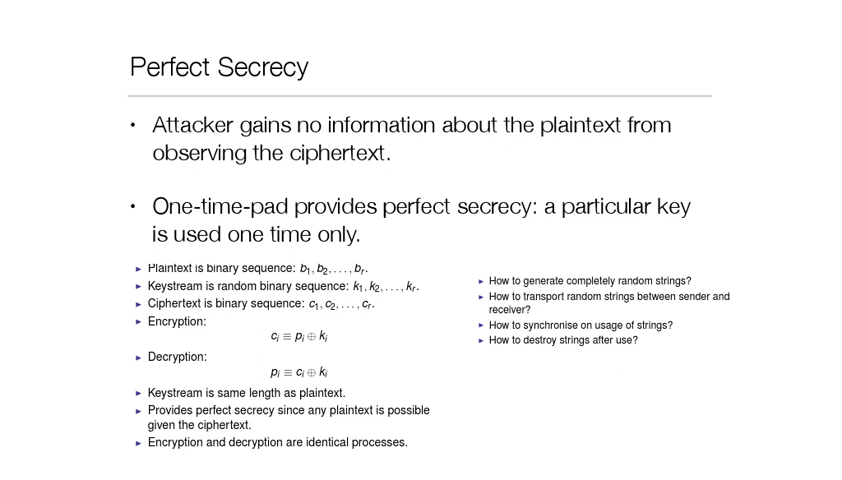 Perfect Secrecy
• Attacker gains no information about the plaintext from
observing the ciphertext.
• One-time-pad provides perfect secrecy: a particular key
is used one time only.
► Plaintext is binary sequence: b₁, b₂, . . . , bᵣ.
► Keystream is random binary sequence: k₁, k₂, . . . , kᵣ.
► Ciphertext is binary sequence: c₁, c₂, . . . , cᵣ.
► Encryption:
cᵢ ≡ pᵢ ⊕ kᵢ
► Decryption:
pᵢ ≡ cᵢ ⊕ kᵢ
► Keystream is same length as plaintext.
► Provides perfect secrecy since any plaintext is possible
given the ciphertext.
► Encryption and decryption are identical processes.
► How to generate completely random strings?
► How to transport random strings between sender and
receiver?
► How to synchronise on usage of strings?
► How to destroy strings after use?